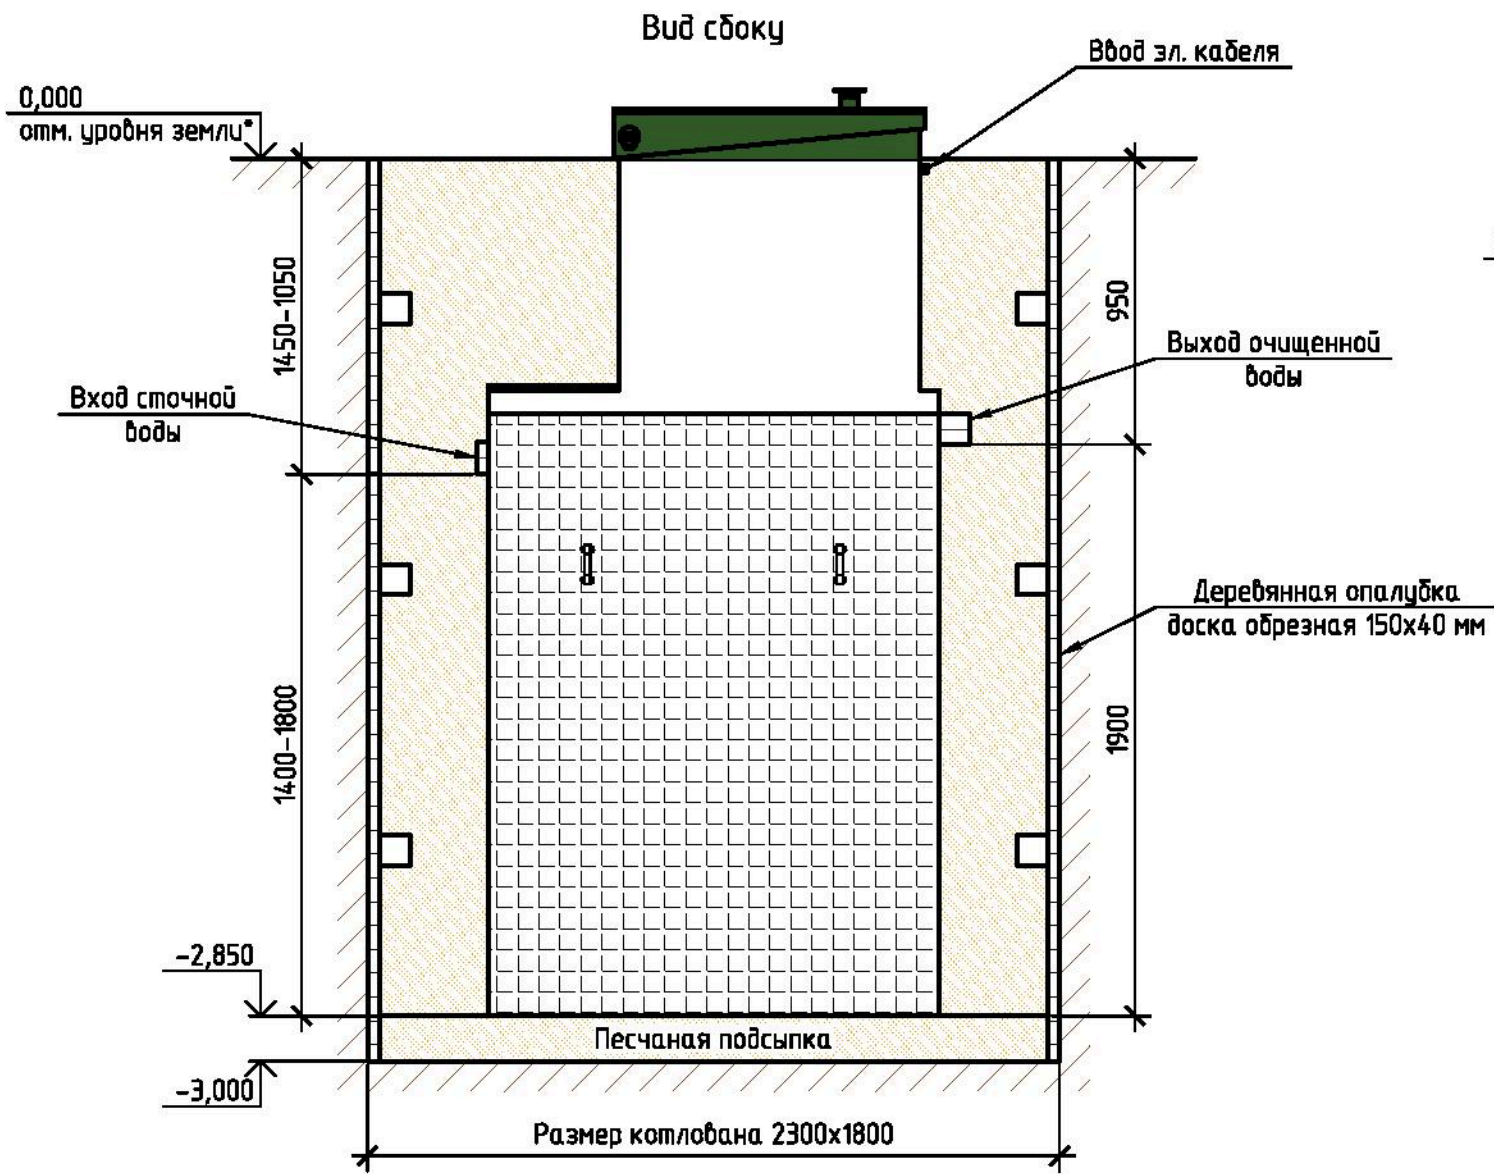 Вид сбоку
Ввод эл. кабеля
0,000
отм. уровня земли*
1450-1050
950
Выход очищенной
воды
Вход сточной
воды
Деревянная опалубка
доска обрезная 150х40 мм
1400-1800
1900
-2,850
Песчаная подсыпка
-3,000
Размер котлована 2300х1800